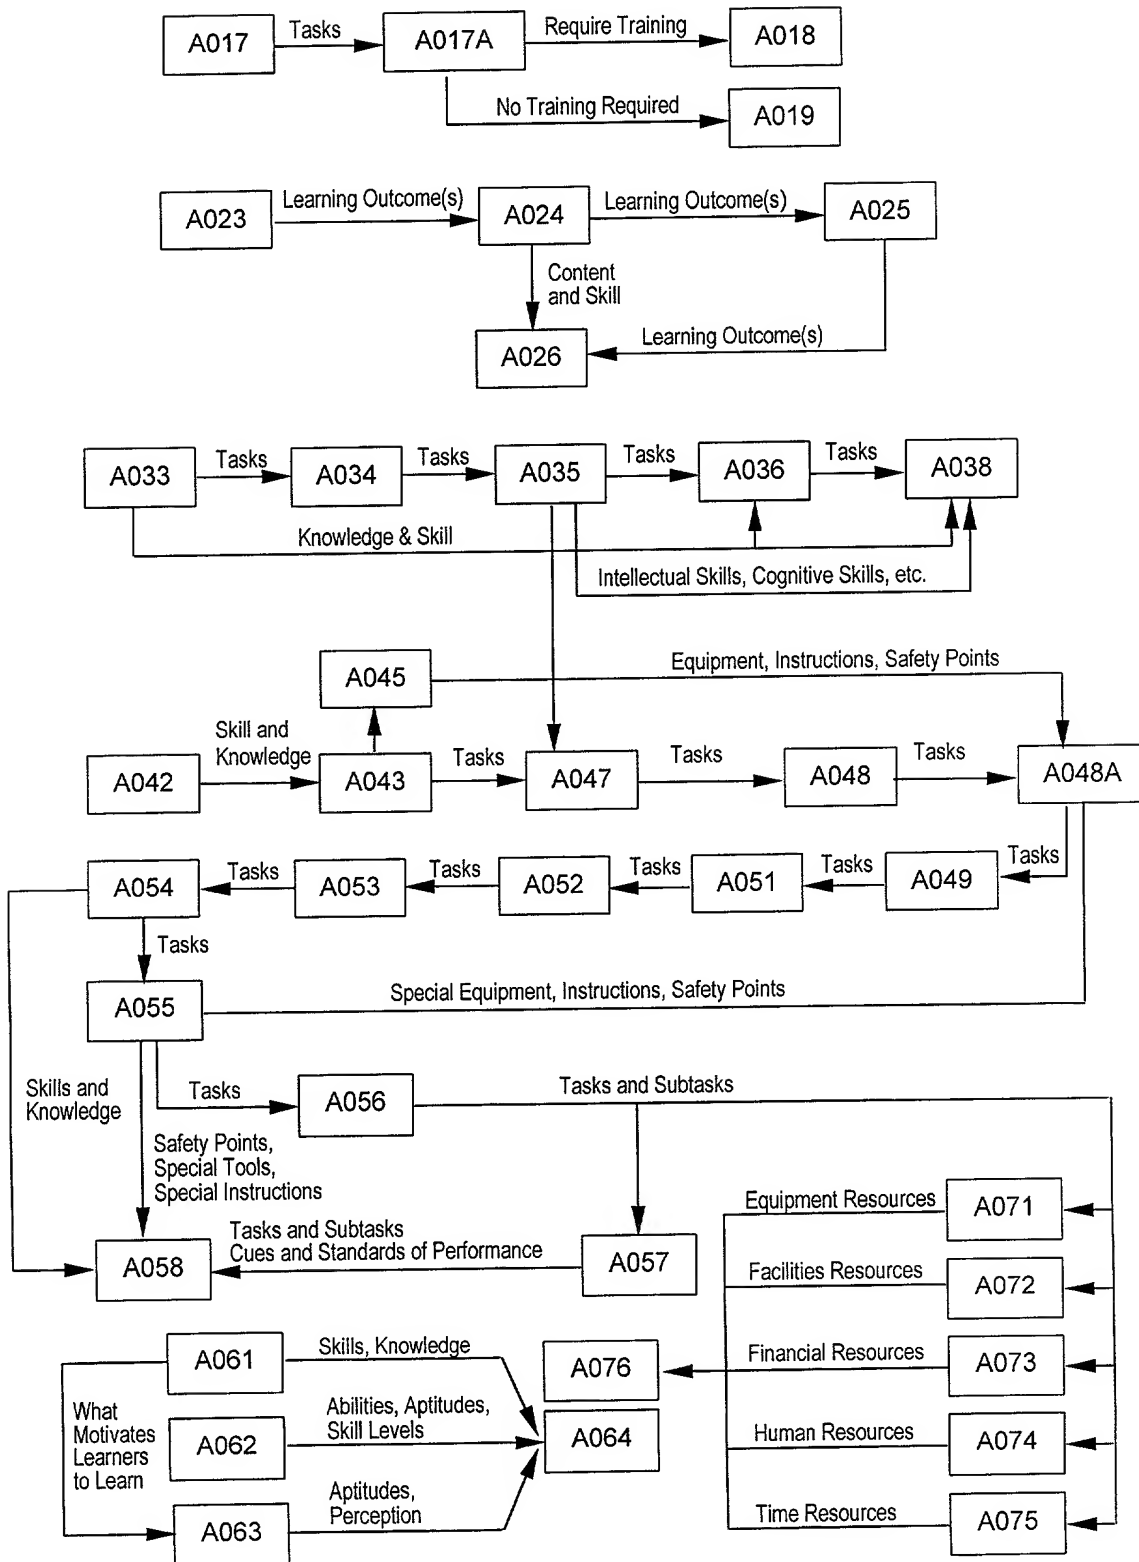 A017
Tasks
A017A
Require Training
A018
No Training Required
A019
A023
Learning Outcome(s)
A024
Learning Outcome(s)
A025
Content
and Skill
Learning Outcome(s)
A026
A033
Tasks
A034
Tasks
A035
Tasks
A036
Tasks
A038
Knowledge & Skill
Intellectual Skills, Cognitive Skills, etc.
A045
Equipment, Instructions, Safety Points
Skill and
Knowledge
A042
A043
Tasks
A047
Tasks
A048
Tasks
A048A
A054
Tasks
A053
Tasks
A052
Tasks
A051
Tasks
A049
Tasks
Tasks
A055
Special Equipment, Instructions, Safety Points
Skills and
Knowledge
Tasks
A056
Tasks and Subtasks
Safety Points,
Special Tools,
Special Instructions
Equipment Resources
A071
Tasks and Subtasks
Cues and Standards of Performance
A058
A057
Facilities Resources
A072
A061
Skills, Knowledge
A076
Financial Resources
A073
What
Motivates
Learners
to Learn
A062
Abilities, Aptitudes,
Skill Levels
A064
Human Resources
A074
A063
Aptitudes,
Perception
Time Resources
A075